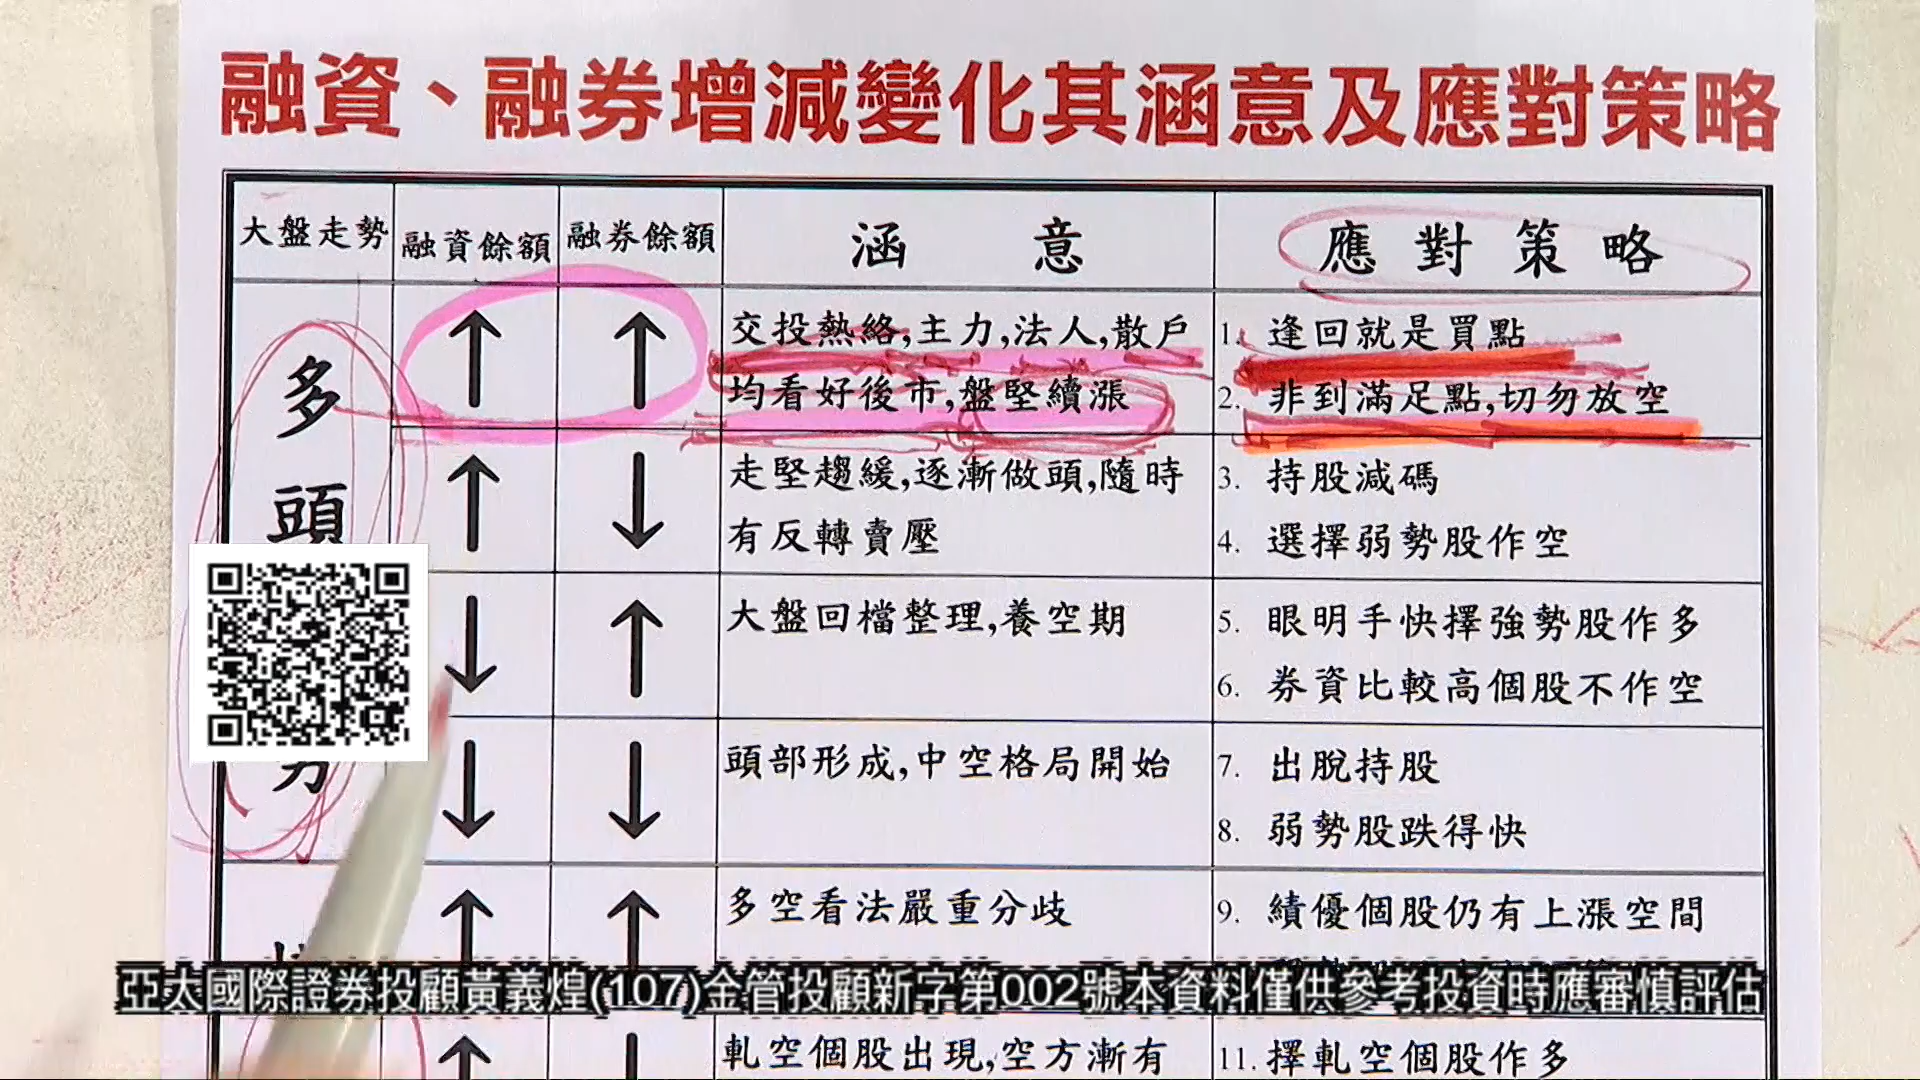 融資、融券增減變化其涵意及應對策略
大盤走勢 融資餘額 融券餘額 涵意 應對策略
多頭
↑ ↑ 交投熱絡,主力,法人,散戶 1. 逢回就是買點
均看好後市,盤堅續漲 2. 非到滿足點,切勿放空
↑ ↓ 走堅趨緩,逐漸做頭,隨時 3. 持股減碼
有反轉賣壓 4. 選擇弱勢股作空
↓ ↑ 大盤回檔整理,養空期 5. 眼明手快擇強勢股作多
6. 券資比較高個股不作空
↓ ↓ 頭部形成,中空格局開始 7. 出脫持股
8. 弱勢股跌得快
↑ ↑ 多空看法嚴重分歧 9. 績優個股仍有上漲空間
亞太國際證券投顧黃義煌(107)金管投顧新字第002號本資料僅供參考投資時應審慎評估
↑ 軋空個股出現,空方漸有 11. 擇軋空個股作多